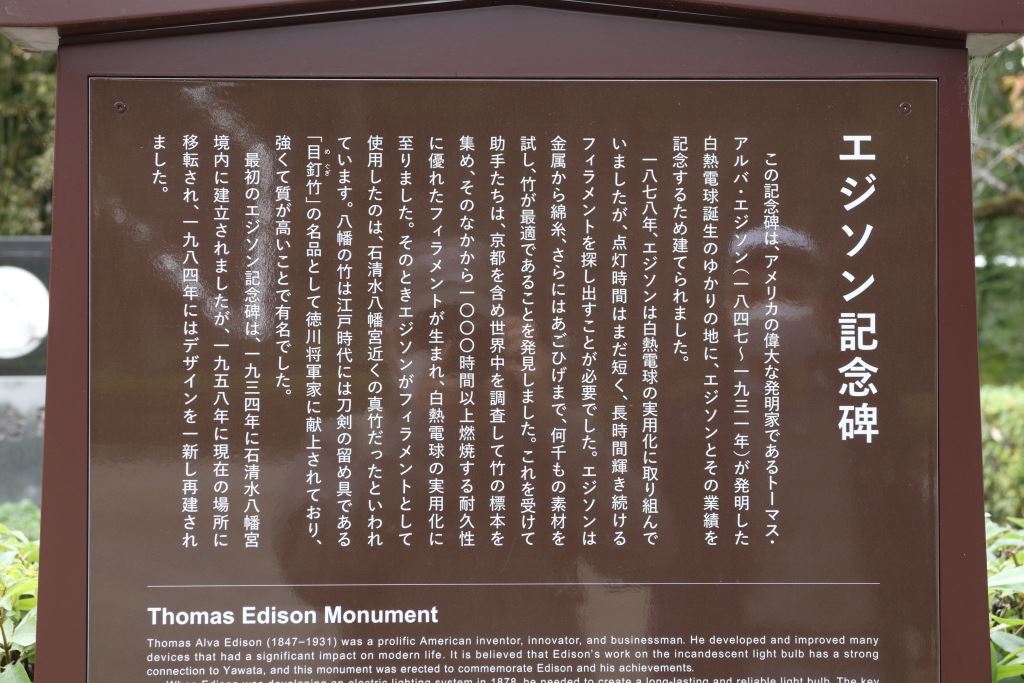 エジソン記念碑
この記念碑は、アメリカの偉大な発明家であるトーマス・
アルバ・エジソン(一八四七～一九三一年)が発明した
白熱電球誕生のゆかりの地に、エジソンとその業績を
記念するため建てられました。
一八七八年、エジソンは白熱電球の実用化に取り組んで
いましたが、点灯時間はまだ短く、長時間輝き続ける
フィラメントを探し出すことが必要でした。エジソンは
金属から綿糸、さらにはあごひげまで、何千もの素材を
試し、竹が最適であることを発見しました。これを受けて
助手たちは、京都を含め世界中を調査して竹の標本を
集め、そのなかから一〇〇〇時間以上燃焼する耐久性
に優れたフィラメントが生まれ、白熱電球の実用化に
至りました。そのときエジソンがフィラメントとして
使用したのは、石清水八幡宮近くの真竹だったといわれ
ています。八幡の竹は江戸時代には刀剣の留め具である
「目釘竹」の名品として徳川将軍家に献上されており、
めくぎ
強くて質が高いことで有名でした。
最初のエジソン記念碑は、一九三四年に石清水八幡宮
境内に建立されましたが、一九五八年に現在の場所に
移転され、一九八四年にはデザインを一新し再建され
ました。
Thomas Edison Monument
Thomas Alva Edison (1847–1931) was a prolific American inventor, innovator, and businessman. He developed and improved many
devices that had a significant impact on modern life. It is believed that Edison's work on the incandescent light bulb has a strong
connection to Yawata, and this monument was erected to commemorate Edison and his achievements.
When Edison was developing an electric lighting system in 1878, he needed to create a long-lasting and reliable light bulb. The key